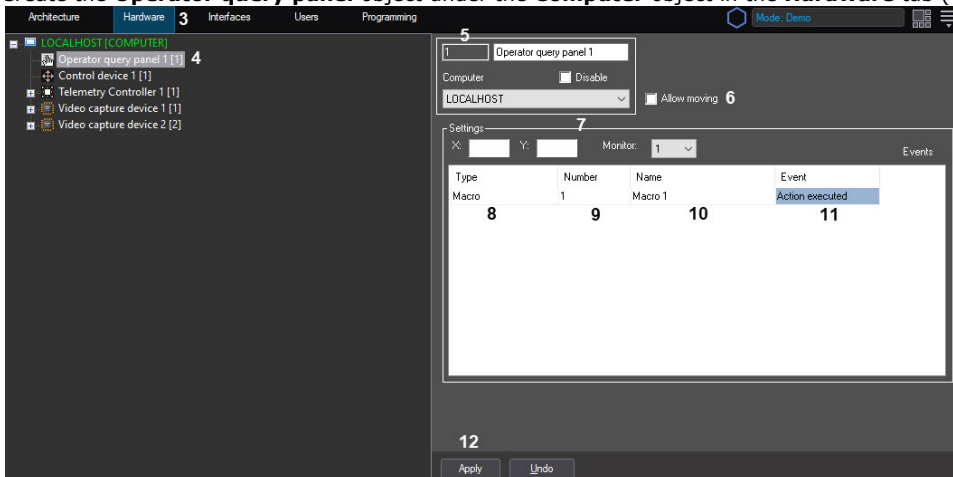 Create the Operator query panel object under the Computer object in the Hardware tab (
Architecture Hardware 3 Interfaces Users Programming Mode: Demo
LOCALHOST [COMPUTER]
Operator query panel 1 [1] 4
Control device 1 [1]
Telemetry Controller 1 [1]
Video capture device 1 [1]
Video capture device 2 [2]
5
1 Operator query panel 1
Computer Disable
LOCALHOST Allow moving 6
Settings 7
X: Y: Monitor: 1 Events
Type Number Name Event
Macro 1 Macro 1 Action executed
8 9 10 11
12
Apply Undo